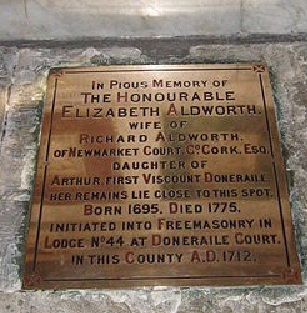 In Pious Memory of
The Honourable
Elizabeth Aldworth.
wife of
Richard Aldworth.
of Newmarket Court, Co. Cork, Esq.
daughter of
Arthur, first Viscount Doneraile.
Her remains lie close to this spot.
Born 1695, Died 1775.
initiated into Freemasonry in
Lodge No. 44 at Doneraile Court.
in this County A.D. 1712.